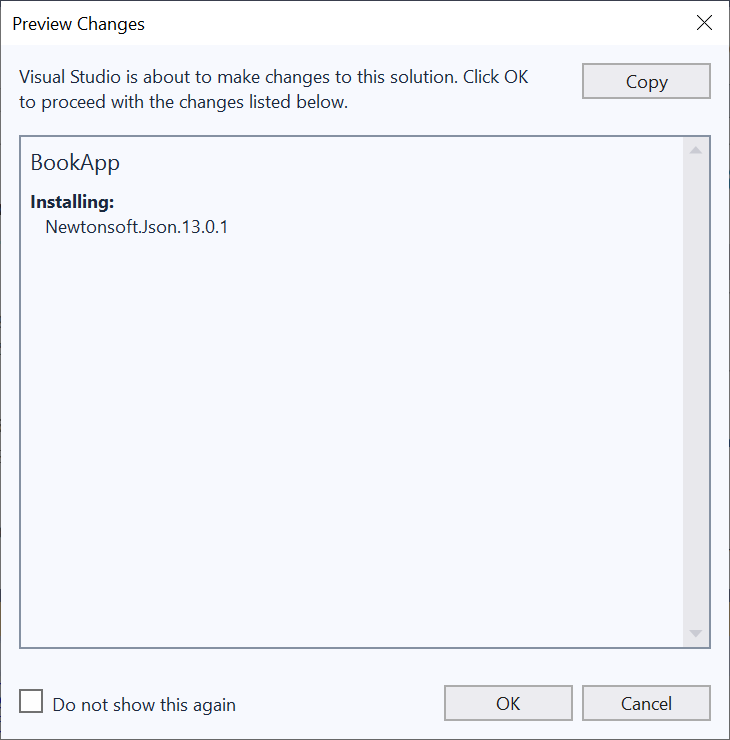 Preview Changes
Visual Studio is about to make changes to this solution. Click OK
to proceed with the changes listed below.
Copy
BookApp
Installing:
Newtonsoft.Json.13.0.1
Do not show this again
OK
Cancel